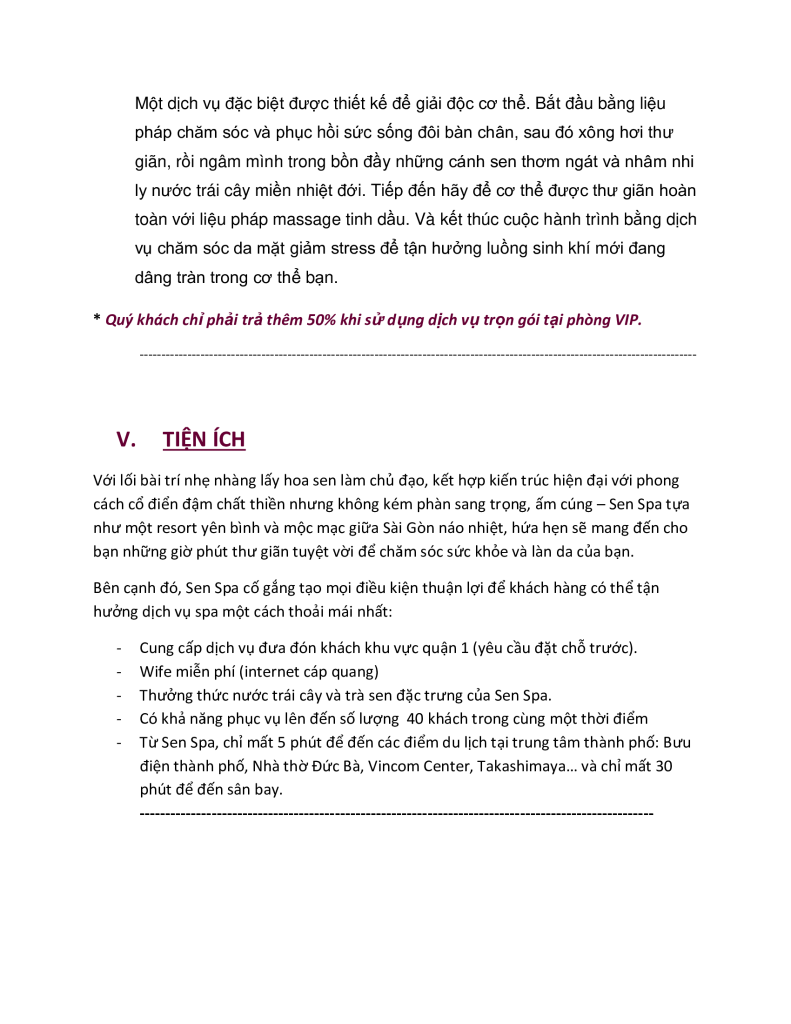 Một dịch vụ đặc biệt được thiết kế để giải độc cơ thể. Bắt đầu bằng liệu
pháp chăm sóc và phục hồi sức sống đôi bàn chân, sau đó xông hơi thư
giãn, rồi ngâm mình trong bồn đầy những cánh sen thơm ngát và nhâm nhi
ly nước trái cây miền nhiệt đới. Tiếp đến hãy để cơ thể được thư giãn hoàn
toàn với liệu pháp massage tinh dầu. Và kết thúc cuộc hành trình bằng dịch
vụ chăm sóc da mặt giảm stress để tận hưởng luồng sinh khí mới đang
dâng tràn trong cơ thể bạn.
* Quý khách chỉ phải trả thêm 50% khi sử dụng dịch vụ trọn gói tại phòng VIP.
V. TIỆN ÍCH
Với lối bài trí nhẹ nhàng lấy hoa sen làm chủ đạo, kết hợp kiến trúc hiện đại với phong
cách cổ điển đậm chất thiền nhưng không kém phần sang trọng, ấm cúng – Sen Spa tựa
như một resort yên bình và mộc mạc giữa Sài Gòn náo nhiệt, hứa hẹn sẽ mang đến cho
bạn những giờ phút thư giãn tuyệt vời để chăm sóc sức khỏe và làn da của bạn.
Bên cạnh đó, Sen Spa cố gắng tạo mọi điều kiện thuận lợi để khách hàng có thể tận
hưởng dịch vụ spa một cách thoải mái nhất:
- Cung cấp dịch vụ đưa đón khách khu vực quận 1 (yêu cầu đặt chỗ trước).
- Wife miễn phí (internet cáp quang)
- Thưởng thức nước trái cây và trà sen đặc trưng của Sen Spa.
- Có khả năng phục vụ lên đến số lượng 40 khách trong cùng một thời điểm
- Từ Sen Spa, chỉ mất 5 phút để đến các điểm du lịch tại trung tâm thành phố: Bưu
điện thành phố, Nhà thờ Đức Bà, Vincom Center, Takashimaya... và chỉ mất 30
phút để đến sân bay.